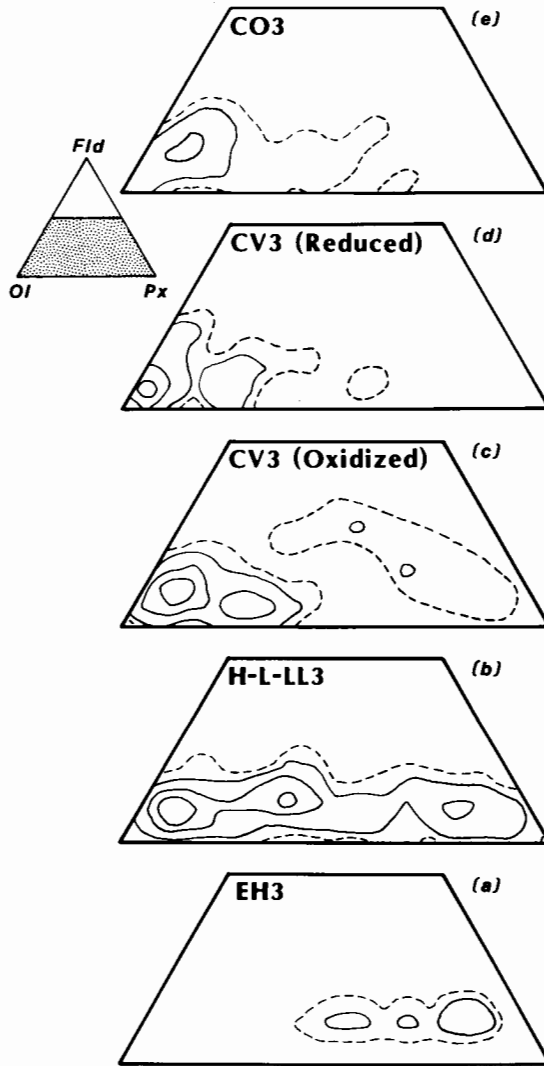 CO3 (e)
Fld
Ol Px
CV3 (Reduced) (d)
CV3 (Oxidized) (c)
H-L-LL3 (b)
EH3 (a)